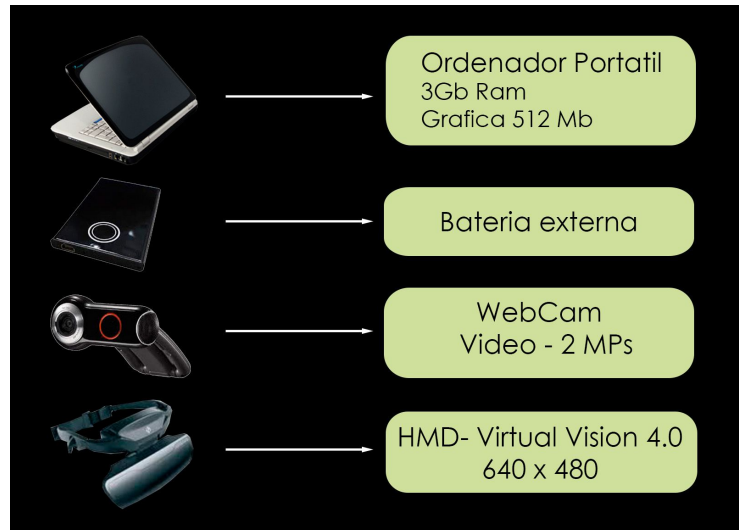 Ordenador Portatil
3Gb Ram
Grafica 512 Mb
Bateria externa
WebCam
Video - 2 MPs
HMD- Virtual Vision 4.0
640 x 480